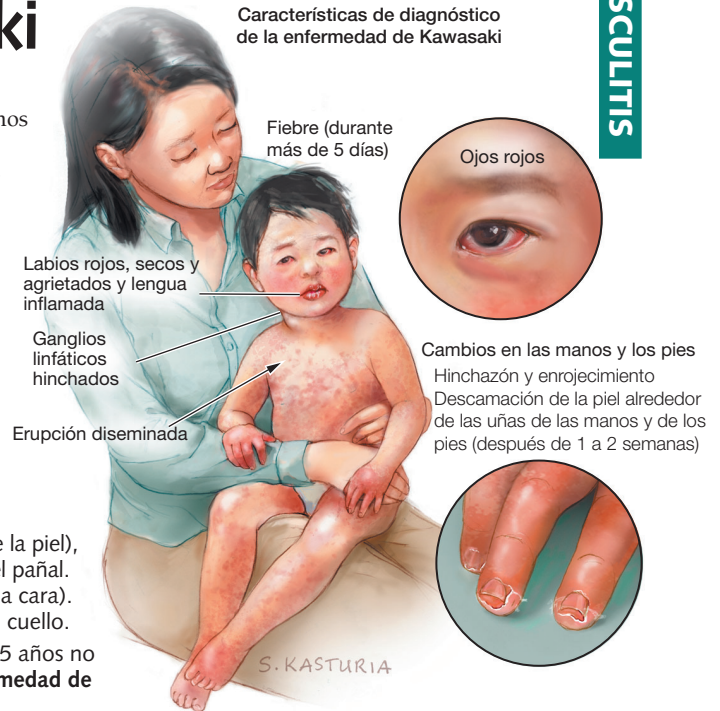 ki
Características de diagnóstico
de la enfermedad de Kawasaki
SCULITIS
nos
Fiebre (durante
más de 5 días)
Ojos rojos
Labios rojos, secos y
agrietados y lengua
inflamada
Ganglios
linfáticos
hinchados
Erupción diseminada
Cambios en las manos y los pies
Hinchazón y enrojecimiento
Descamación de la piel alrededor
de las uñas de las manos y de los
pies (después de 1 a 2 semanas)
e la piel),
el pañal.
a cara).
cuello.
5 años no
medad de
S. KASTURIA